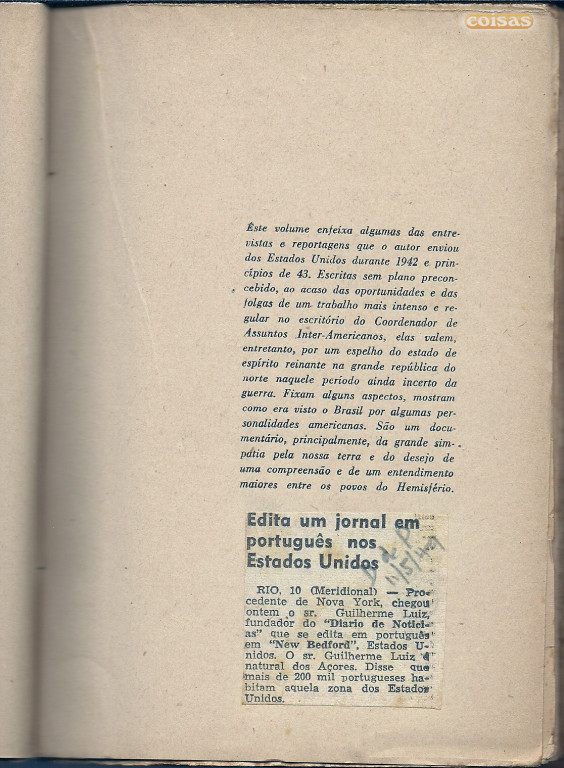 coisas
Êste volume enfeixa algumas das entre-
vistas e reportagens que o autor enviou
dos Estados Unidos durante 1942 e prin-
cípios de 43. Escritas sem plano precon-
cebido, ao acaso das oportunidades e das
folgas de um trabalho mais intenso e re-
gular no escritório do Coordenador de
Assuntos Inter-Americanos, elas valem,
entretanto, por um espelho do estado de
espírito reinante na grande república do
norte naquele período ainda incerto da
guerra. Fixam alguns aspectos, mostram
como era visto o Brasil por algumas per-
sonalidades americanas. São um docu-
mentário, principalmente, da grande sim-
patia pela nossa terra e do desejo de
uma compreensão e de um entendimento
maiores entre os povos do Hemisfério.
Edita um jornal em
português nos
Estados Unidos
11/5/49
RIO, 10 (Meridional) — Pro-
cedente de Nova York, chegou
ontem o sr. Guilherme Luiz,
fundador do "Diario de Notici-
as" que se edita em português
em "New Bedford", Estados U-
nidos. O sr. Guilherme Luiz é
natural dos Açores. Disse que
mais de 200 mil portugueses ha-
bitam aquela zona dos Estados
Unidos.